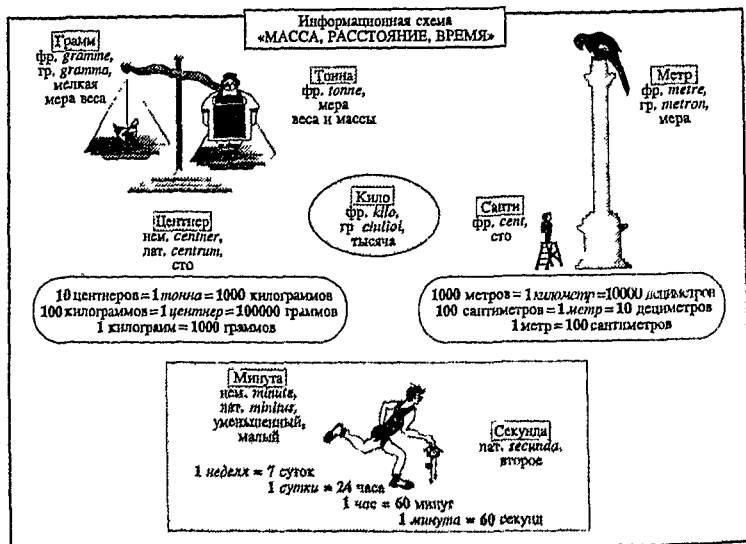 Информационная схема
«МАССА, РАССТОЯНИЕ, ВРЕМЯ»
Грамм
фр. gramme,
гр. gramma,
мелкая
мера веса
Тонна
фр. tonne,
мера
веса и массы
Метр
фр. metre,
гр. metron,
мера
Центнер
нем. centner,
лат. centrum,
сто
Кило
фр. kilo,
гр chilioi,
тысяча
Санти
фр. cent,
сто
10 центнеров = 1 тонна = 1000 килограммов
100 килограммов = 1 центнер = 100000 граммов
1 килограмм = 1000 граммов
1000 метров = 1 километр = 10000 дециметров
100 сантиметров = 1 метр = 10 дециметров
1 метр = 100 сантиметров
Минута
нем. minute,
лат. minitus,
уменьшенный,
малый
Секунда
лат. secunda,
второе
1 неделя = 7 суток
1 сутки = 24 часа
1 час = 60 минут
1 минута = 60 секунд